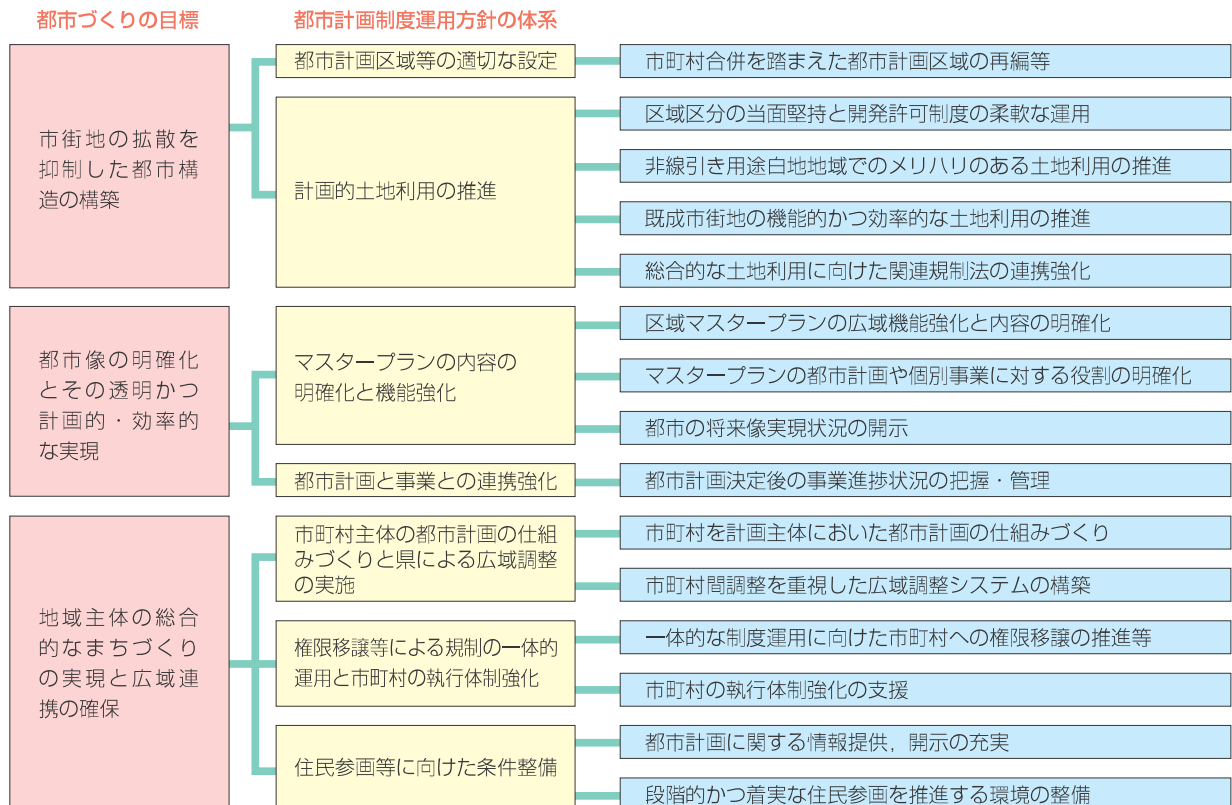 都市づくりの目標
都市計画制度運用方針の体系
市街地の拡散を
抑制した都市構
造の構築
都市計画区域等の適切な設定
市町村合併を踏まえた都市計画区域の再編等
計画的土地利用の推進
区域区分の当面堅持と開発許可制度の柔軟な運用
非線引き用途白地地域でのメリハリのある土地利用の推進
既成市街地の機能的かつ効率的な土地利用の推進
総合的な土地利用に向けた関連規制法の連携強化
都市像の明確化
とその透明かつ
計画的・効率的
な実現
マスタープランの内容の
明確化と機能強化
区域マスタープランの広域機能強化と内容の明確化
マスタープランの都市計画や個別事業に対する役割の明確化
都市の将来像実現状況の開示
都市計画と事業との連携強化
都市計画決定後の事業進捗状況の把握・管理
地域主体の総合
的なまちづくり
の実現と広域連
携の確保
市町村主体の都市計画の仕組
みづくりと県による広域調整
の実施
市町村を計画主体においた都市計画の仕組みづくり
市町村間調整を重視した広域調整システムの構築
権限移譲等による規制の一体的
運用と市町村の執行体制強化
一体的な制度運用に向けた市町村への権限移譲の推進等
市町村の執行体制強化の支援
住民参画等に向けた条件整備
都市計画に関する情報提供，開示の充実
段階的かつ着実な住民参画を推進する環境の整備